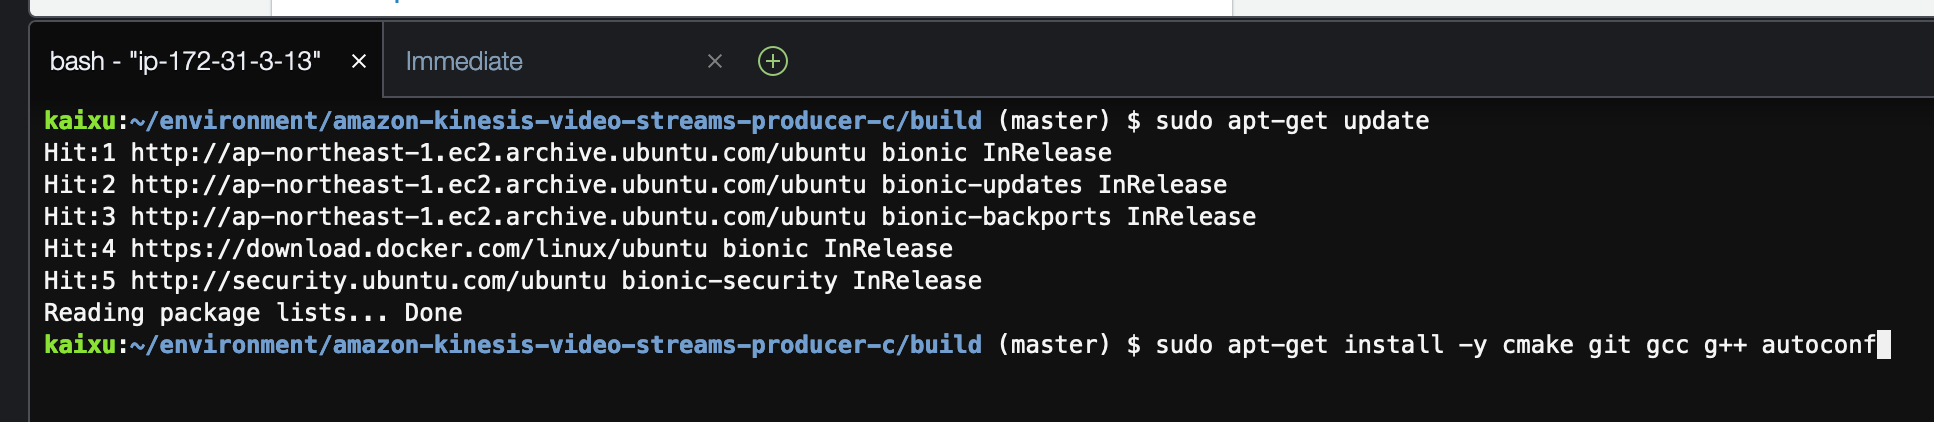 bash - "ip-172-31-3-13" × Immediate ×
kaixu:~/environment/amazon-kinesis-video-streams-producer-c/build (master) $ sudo apt-get update
Hit:1 http://ap-northeast-1.ec2.archive.ubuntu.com/ubuntu bionic InRelease
Hit:2 http://ap-northeast-1.ec2.archive.ubuntu.com/ubuntu bionic-updates InRelease
Hit:3 http://ap-northeast-1.ec2.archive.ubuntu.com/ubuntu bionic-backports InRelease
Hit:4 https://download.docker.com/linux/ubuntu bionic InRelease
Hit:5 http://security.ubuntu.com/ubuntu bionic-security InRelease
Reading package lists... Done
kaixu:~/environment/amazon-kinesis-video-streams-producer-c/build (master) $ sudo apt-get install -y cmake git gcc g++ autoconf